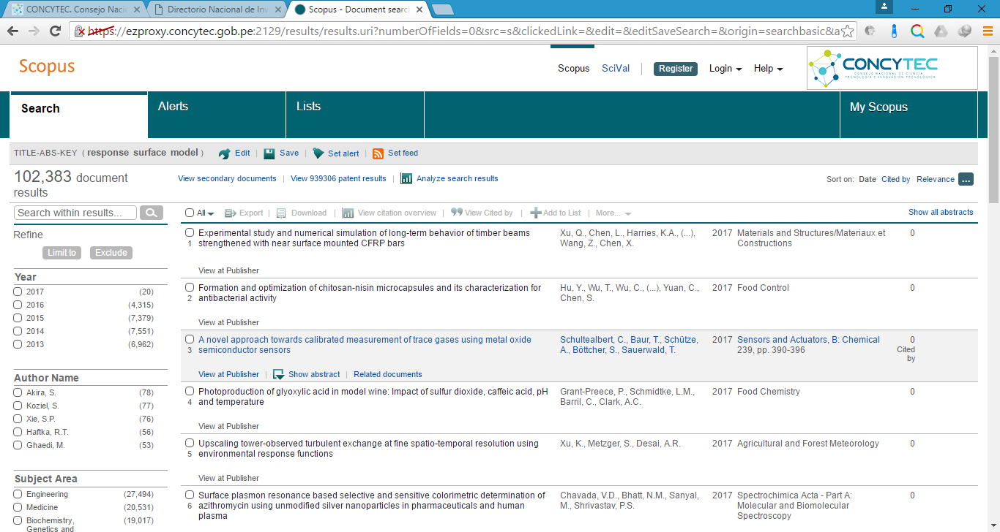 CONCYTEC. Consejo Naci
Directorio Nacional de Inv
Scopus - Document searc
https://ezproxy.concytec.gob.pe:2129/results/results.uri?numberOfFields=0&src=s&clickedLink=&edit=&editSaveSearch=&origin=searchbasic&a
Scopus
Scopus SciVal Register Login Help
CONCYTEC
CONSEJO NACIONAL DE CIENCIA,
TECNOLOGÍA E INNOVACIÓN TECNOLÓGICA
Search Alerts Lists My Scopus
TITLE-ABS-KEY ( response surface model ) Edit | Save | Set alert | Set feed
102,383 document
results
View secondary documents | View 939306 patent results | Analyze search results
Sort on: Date Cited by Relevance ...
Search within results...
All Export | Download | View citation overview | View Cited by | Add to List | More...
Show all abstracts
Refine
Limit to Exclude
Year
2017 (20)
2016 (4,315)
2015 (7,379)
2014 (7,551)
2013 (6,962)
Author Name
Akira, S. (78)
Koziel, S. (77)
Xie, S.P. (76)
Haftka, R.T. (56)
Ghaedi, M. (53)
Subject Area
Engineering (27,494)
Medicine (20,531)
Biochemistry, (19,017)
Genetics and
1 Experimental study and numerical simulation of long-term behavior of timber beams
strengthened with near surface mounted CFRP bars
Xu, Q., Chen, L., Harries, K.A., (...),
Wang, Z., Chen, X.
2017 Materials and Structures/Materiaux et
Constructions
0
View at Publisher
2 Formation and optimization of chitosan-nisin microcapsules and its characterization for
antibacterial activity
Hu, Y., Wu, T., Wu, C., (...), Yuan, C.,
Chen, S.
2017 Food Control
0
View at Publisher
3 A novel approach towards calibrated measurement of trace gases using metal oxide
semiconductor sensors
Schultealbert, C., Baur, T., Schütze,
A., Böttcher, S., Sauerwald, T.
2017 Sensors and Actuators, B: Chemical
239, pp. 390-396
0
Cited
by
View at Publisher | Show abstract | Related documents
4 Photoproduction of glyoxylic acid in model wine: Impact of sulfur dioxide, caffeic acid, pH
and temperature
Grant-Preece, P., Schmidtke, L.M.,
Barril, C., Clark, A.C.
2017 Food Chemistry
0
View at Publisher
5 Upscaling tower-observed turbulent exchange at fine spatio-temporal resolution using
environmental response functions
Xu, K., Metzger, S., Desai, A.R.
2017 Agricultural and Forest Meteorology
0
View at Publisher
6 Surface plasmon resonance based selective and sensitive colorimetric determination of
azithromycin using unmodified silver nanoparticles in pharmaceuticals and human
plasma
Chavada, V.D., Bhatt, N.M., Sanyal,
M., Shrivastav, P.S.
2017 Spectrochimica Acta - Part A:
Molecular and Biomolecular
Spectroscopy
0